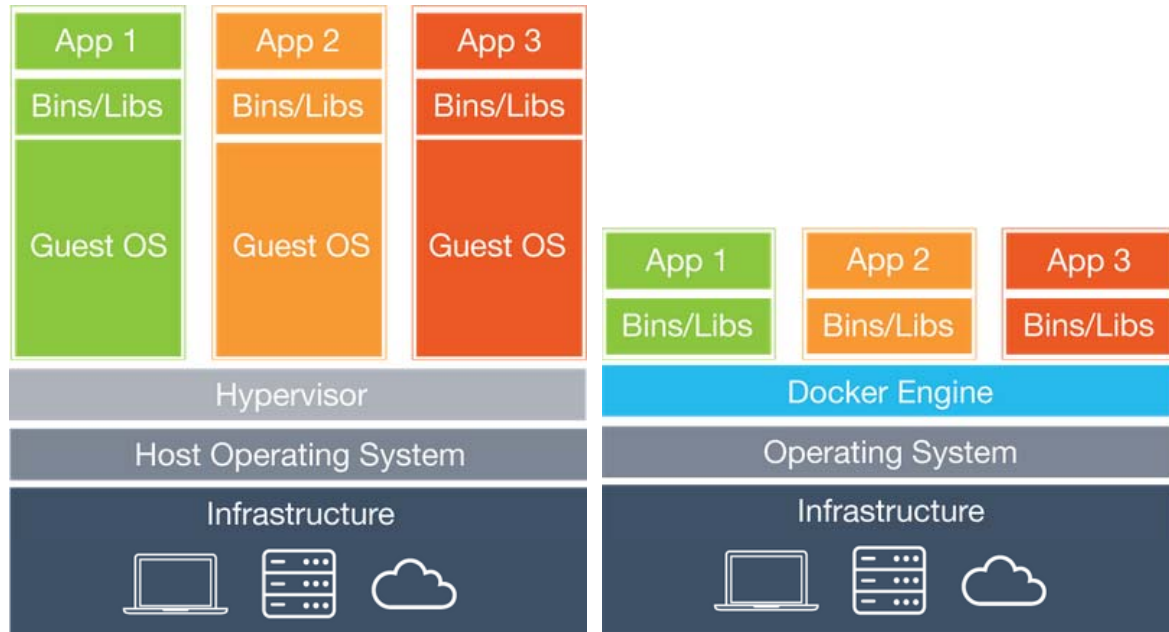 App 1
App 2
App 3
Bins/Libs
Bins/Libs
Bins/Libs
Guest OS
Guest OS
Guest OS
Hypervisor
Host Operating System
Infrastructure
App 1
App 2
App 3
Bins/Libs
Bins/Libs
Bins/Libs
Docker Engine
Operating System
Infrastructure